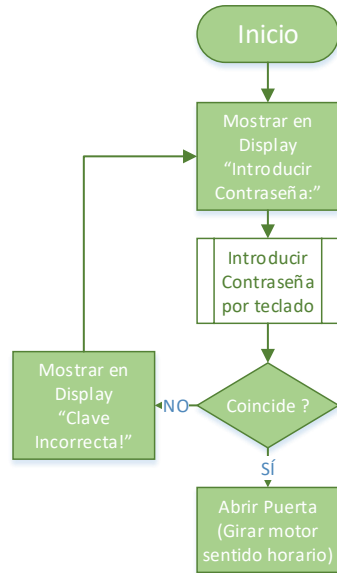 Inicio
Mostrar en
Display
“Introducir
Contraseña:”
Introducir
Contraseña
por teclado
Coincide ?
NO
Mostrar en
Display
“Clave
Incorrecta!”
SÍ
Abrir Puerta
(Girar motor
sentido horario)